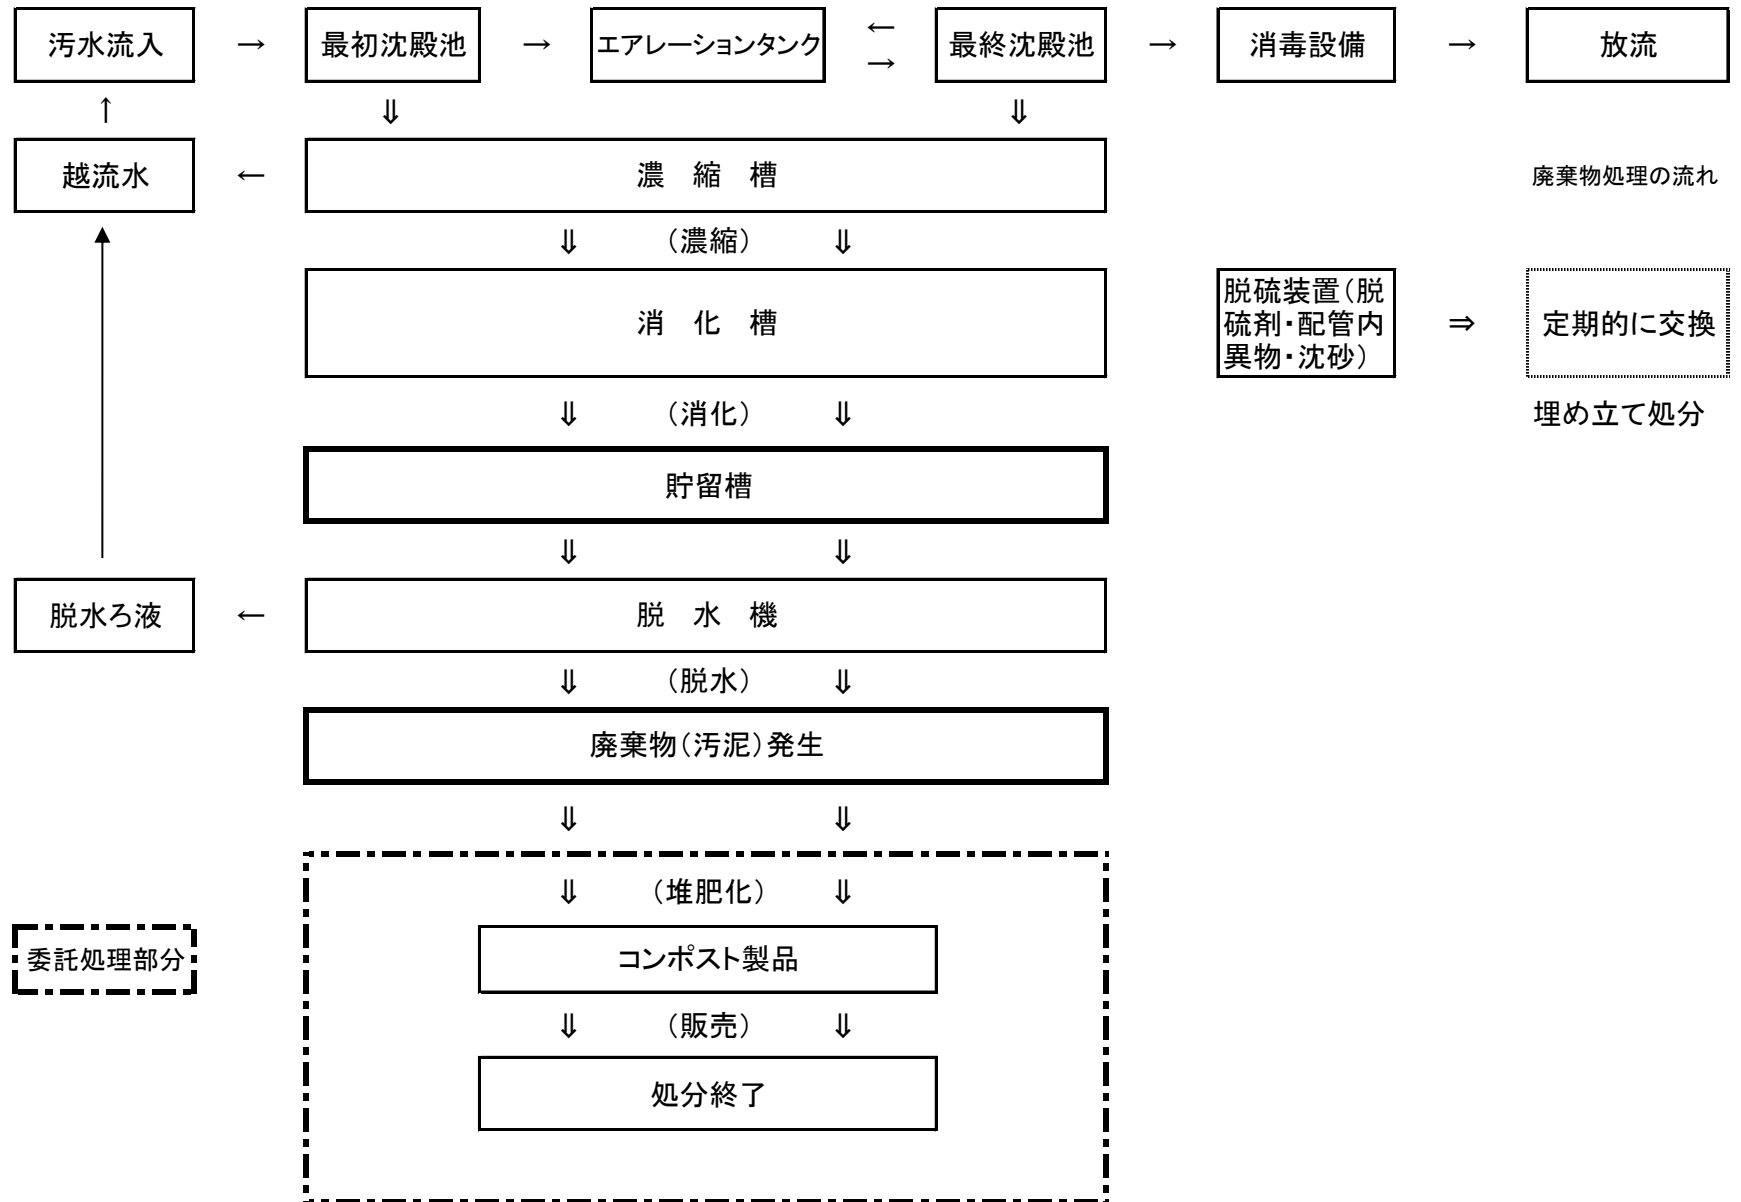 汚水流入 → 最初沈殿池 → エアレーションタンク ← → 最終沈殿池 → 消毒設備 → 放流
↑ ⇓ ⇓
越流水 ← 濃 縮 槽 廃棄物処理の流れ
⇓ (濃縮) ⇓
消 化 槽
脱硫装置(脱
硫剤・配管内
異物・沈砂)
⇒ 定期的に交換
⇓ (消化) ⇓ 埋め立て処分
貯留槽
⇓ ⇓
脱水ろ液 ← 脱 水 機
⇓ (脱水) ⇓
廃棄物(汚泥)発生
⇓ ⇓
⇓ (堆肥化) ⇓
委託処理部分 コンポスト製品
⇓ (販売) ⇓
処分終了